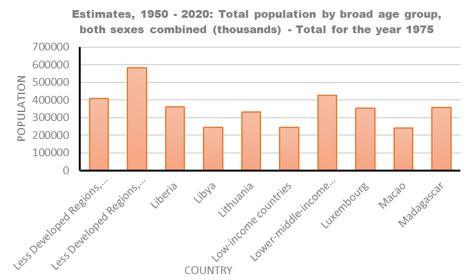 Estimates, 1950 - 2020: Total population by broad age group,
both sexes combined (thousands) - Total for the year 1975
POPULATION
700000
600000
500000
400000
300000
200000
100000
0
Less Developed Regions,...
Less Developed Regions,...
Liberia
Libya
Lithuania
Low-income countries
Lower-middle-income...
Luxembourg
Macao
Madagascar
COUNTRY